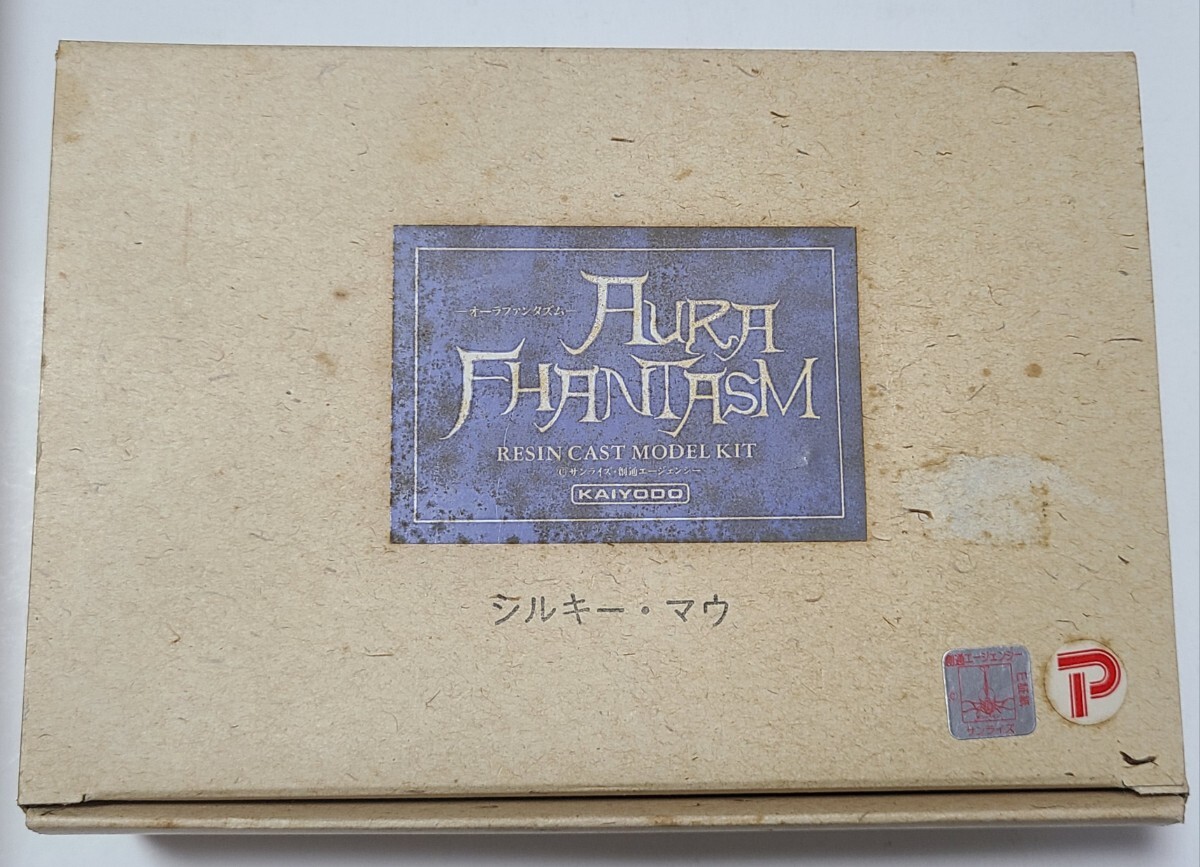 —オーラファンタズム—
AURA
FHANTASM
RESIN CAST MODEL KIT
©サンライズ・創通エージェンシー
KAIYODO
シルキー・マウ
創通エージェンシー
サンライズ
P